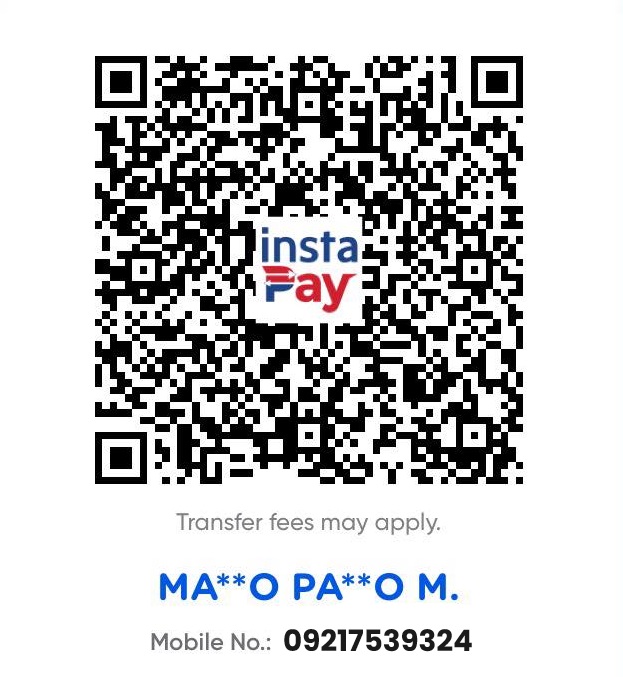 insta
Pay
Transfer fees may apply.
MA**O PA**O M.
Mobile No.: 09217539324